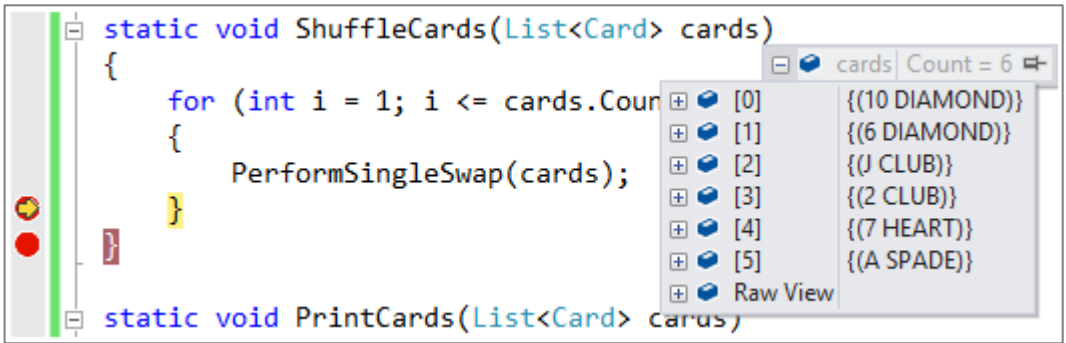 static void ShuffleCards(List<Card> cards)
{
cards Count = 6
for (int i = 1; i <= cards.Coun
[0] {(10 DIAMOND)}
{
[1] {(6 DIAMOND)}
PerformSingleSwap(cards);
[2] {(J CLUB)}
}
[3] {(2 CLUB)}
}
[4] {(7 HEART)}
[5] {(A SPADE)}
Raw View
static void PrintCards(List<Card> cards)